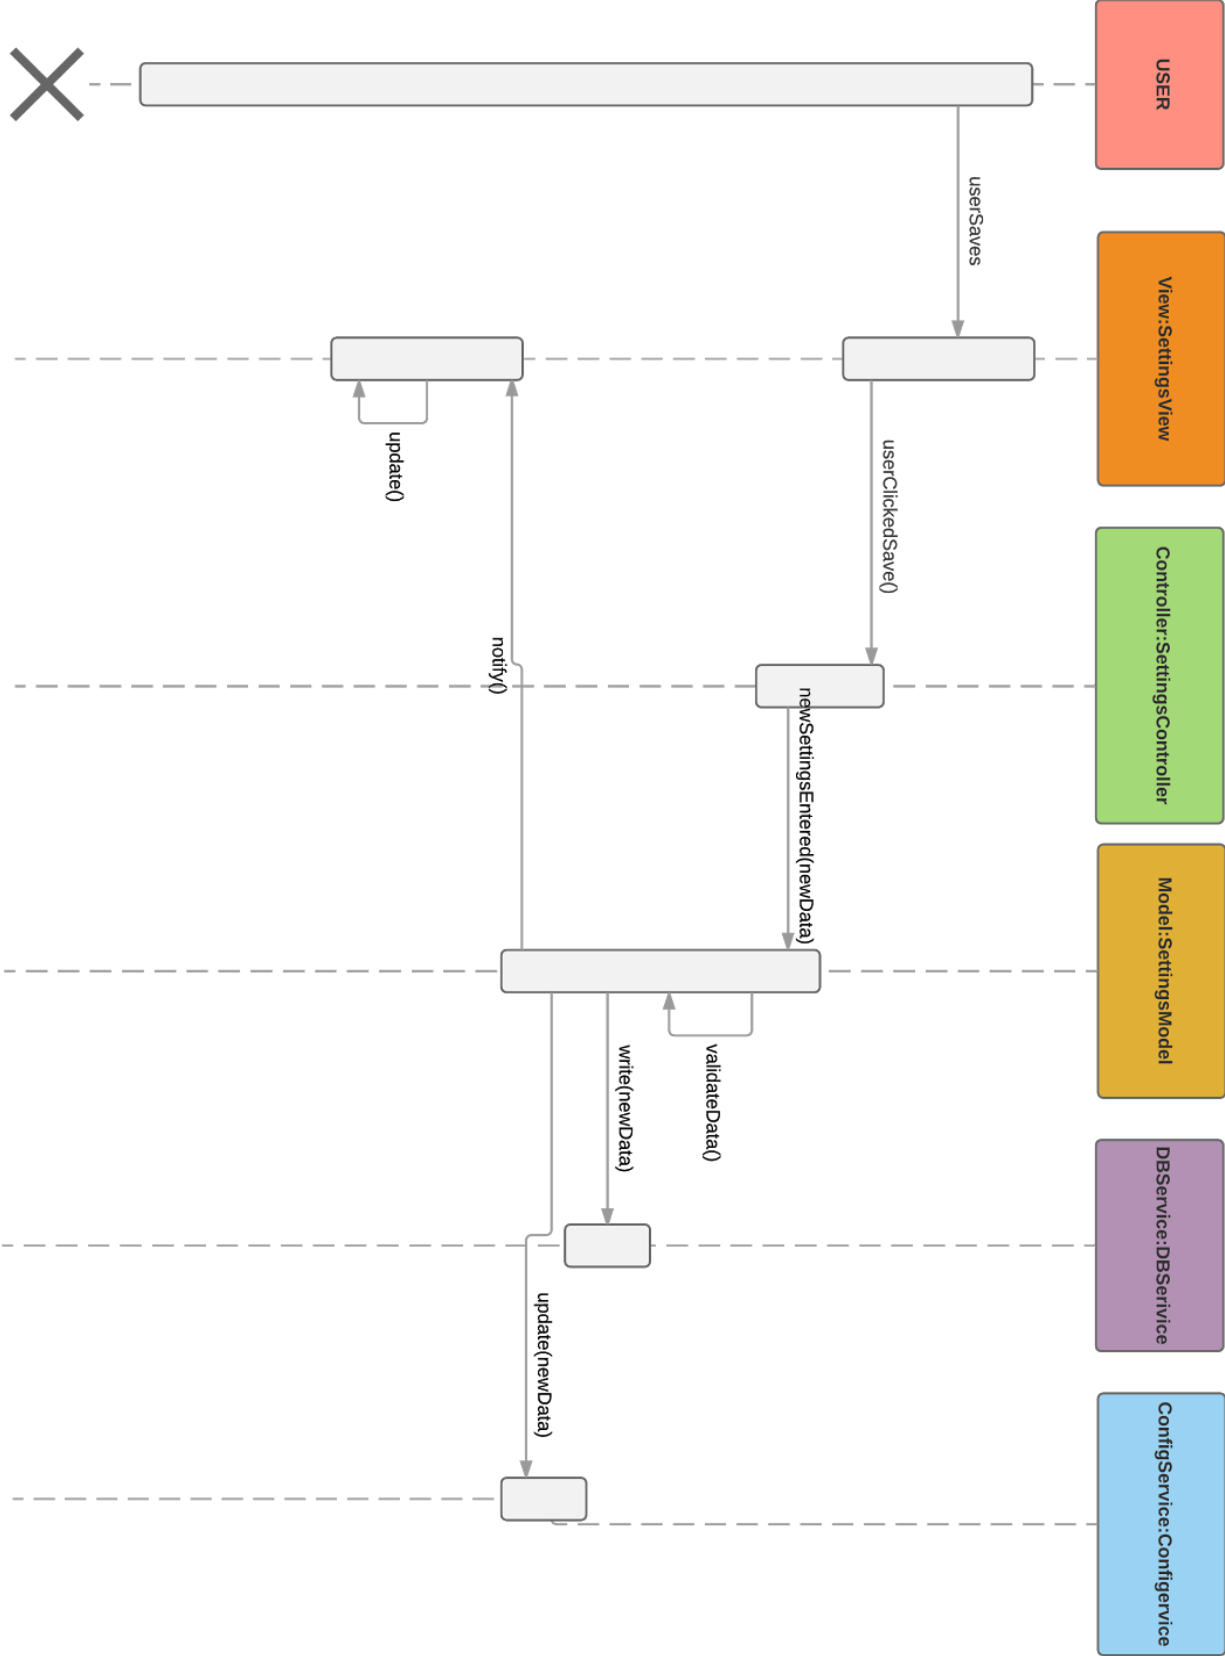 USER
View:SettingsView
Controller:SettingsController
Model:SettingsModel
DBService:DBSerivice
ConfigService:Configervice
userSaves
userClickedSave()
newSettingsEntered(newData)
validateData()
write(newData)
update(newData)
notify()
update()